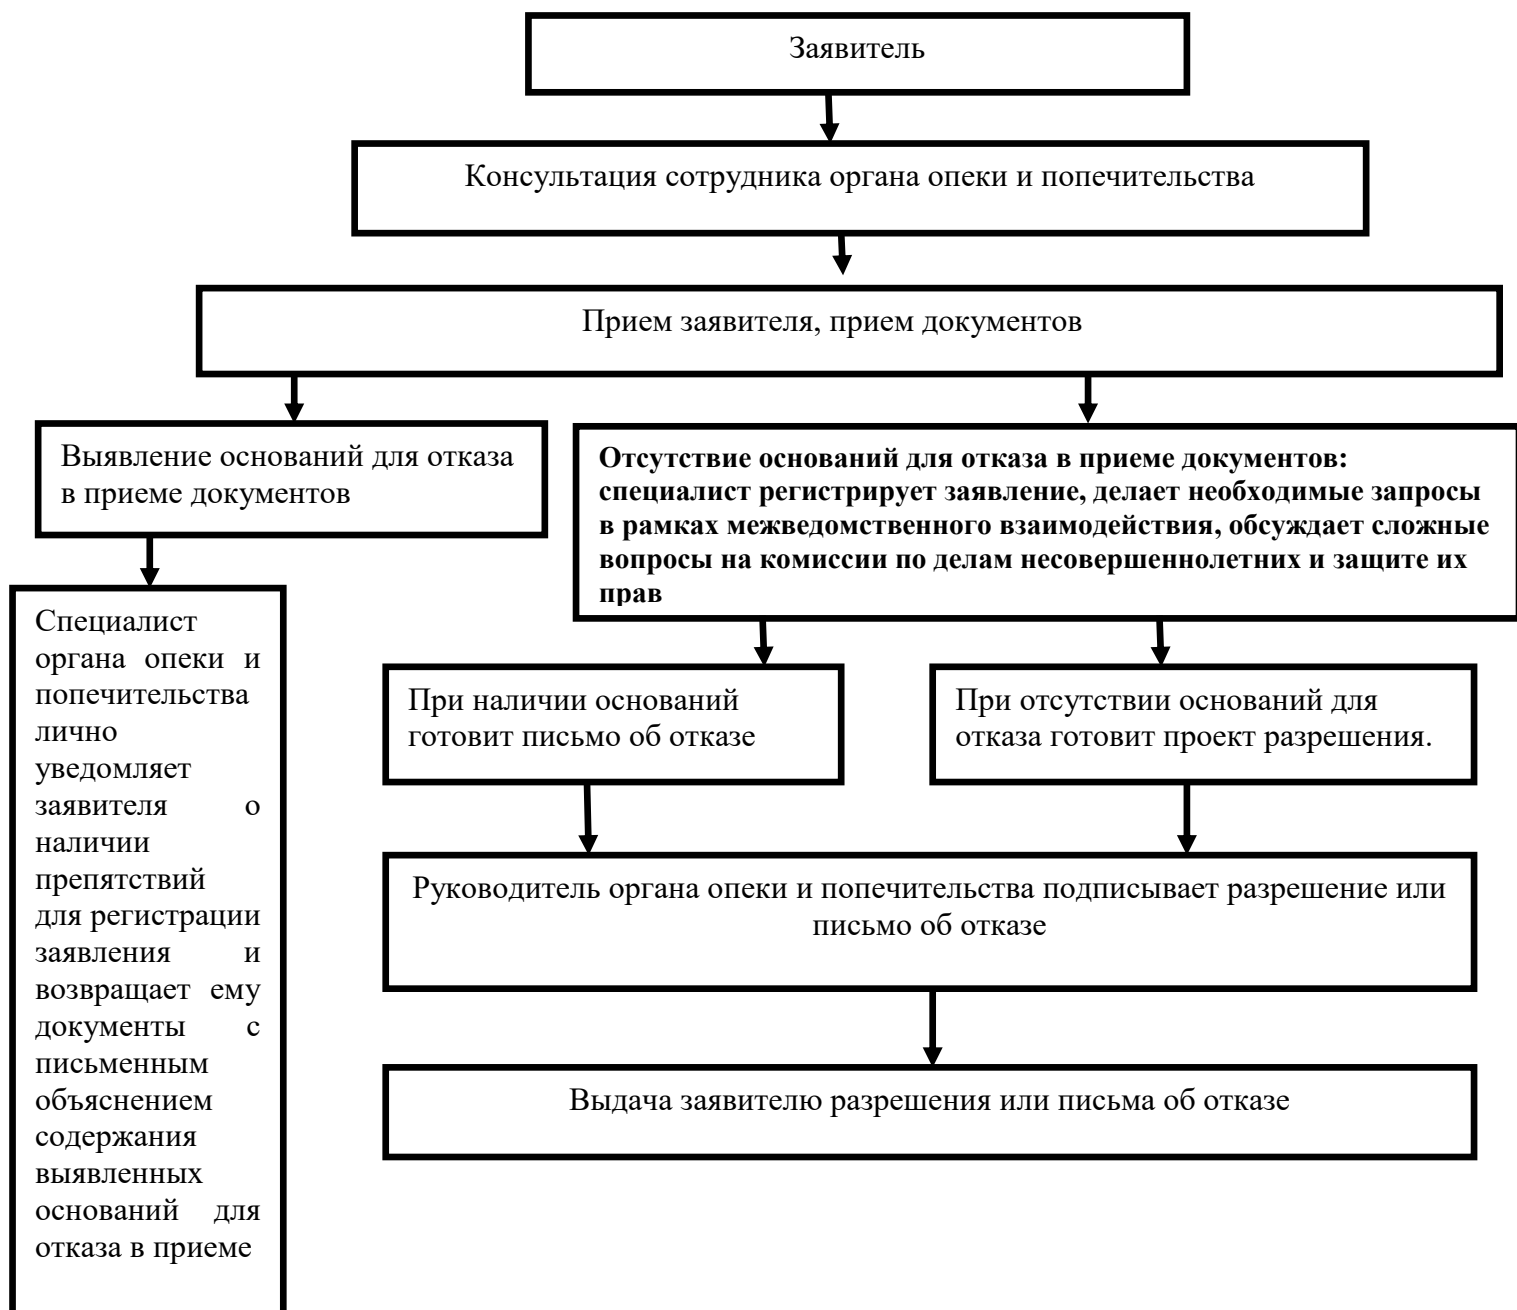 Заявитель
Консультация сотрудника органа опеки и попечительства
Прием заявителя, прием документов
Выявление оснований для отказа
в приеме документов
Отсутствие оснований для отказа в приеме документов:
специалист регистрирует заявление, делает необходимые запросы
в рамках межведомственного взаимодействия, обсуждает сложные
вопросы на комиссии по делам несовершеннолетних и защите их
прав
Специалист
органа опеки и
попечительства
лично
уведомляет
заявителя о
наличии
препятствий
для регистрации
заявления и
возвращает ему
документы с
письменным
объяснением
содержания
выявленных
оснований для
отказа в приеме
При наличии оснований
готовит письмо об отказе
При отсутствии оснований для
отказа готовит проект разрешения.
Руководитель органа опеки и попечительства подписывает разрешение или
письмо об отказе
Выдача заявителю разрешения или письма об отказе